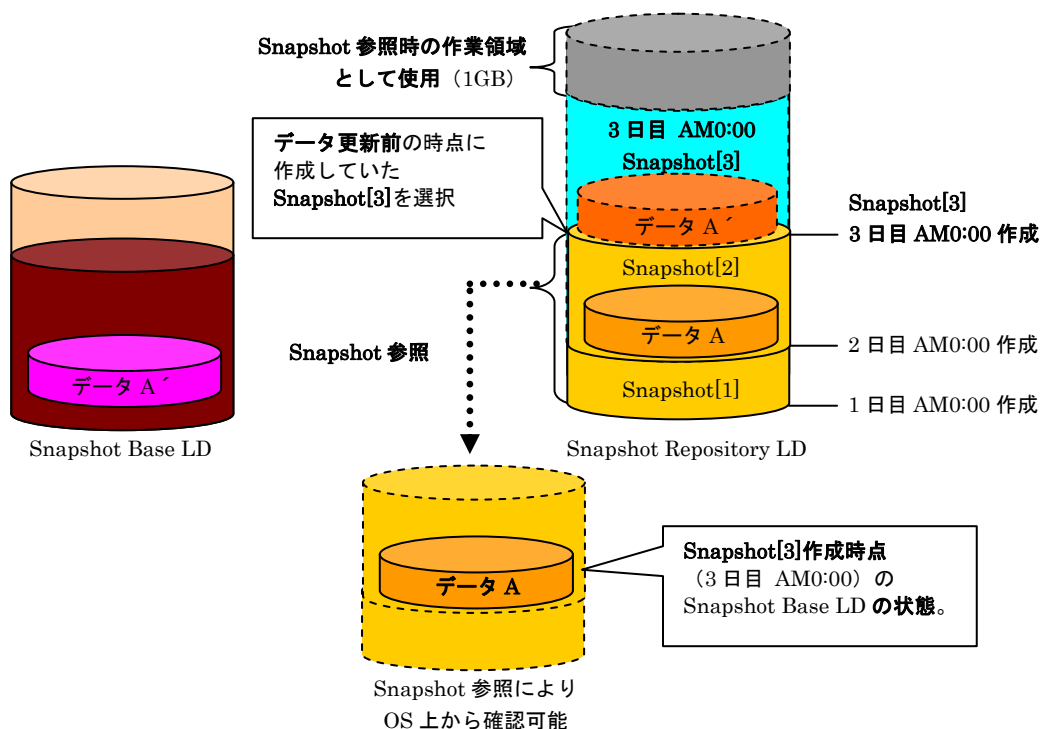 Snapshot 参照時の作業領域
として使用（1GB）
データ更新前の時点に
作成していた
Snapshot[3]を選択
3 日目 AM0:00
Snapshot[3]
データ A´
Snapshot[2]
データ A
Snapshot[1]
Snapshot[3]
3 日目 AM0:00 作成
2 日目 AM0:00 作成
1 日目 AM0:00 作成
データ A´
Snapshot Base LD
Snapshot 参照
Snapshot Repository LD
データ A
Snapshot[3]作成時点
（3 日目 AM0:00）の
Snapshot Base LD の状態。
Snapshot 参照により
OS 上から確認可能